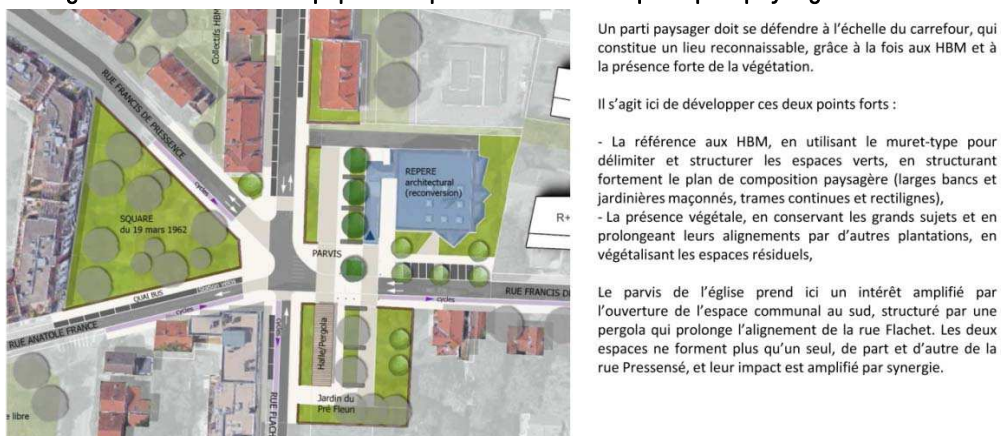 Collectifs HBM
RUE FRANCIS DE PRESSENCE
cycles
SQUARE
du 19 mars 1962
REPERE
architectural
(reconversion)
R+
PARVIS
QUAI BUS
cycles
RUE ANATOLE FRANCE
cycles
cycles
RUE FRANCIS D
Halle/Pergola
Jardin du
Pré Fleuri
RUE FLACH
e libre
Un parti paysager doit se défendre à l’échelle du carrefour, qui
constitue un lieu reconnaissable, grâce à la fois aux HBM et à
la présence forte de la végétation.
Il s’agit ici de développer ces deux points forts :
- La référence aux HBM, en utilisant le muret-type pour
délimiter et structurer les espaces verts, en structurant
fortement le plan de composition paysagère (larges bancs et
jardinières maçonnés, trames continues et rectilignes),
- La présence végétale, en conservant les grands sujets et en
prolongeant leurs alignements par d’autres plantations, en
végétalisant les espaces résiduels,
Le parvis de l’église prend ici un intérêt amplifié par
l’ouverture de l’espace communal au sud, structuré par une
pergola qui prolonge l’alignement de la rue Flachet. Les deux
espaces ne forment plus qu’un seul, de part et d’autre de la
rue Pressensé, et leur impact est amplifié par synergie.